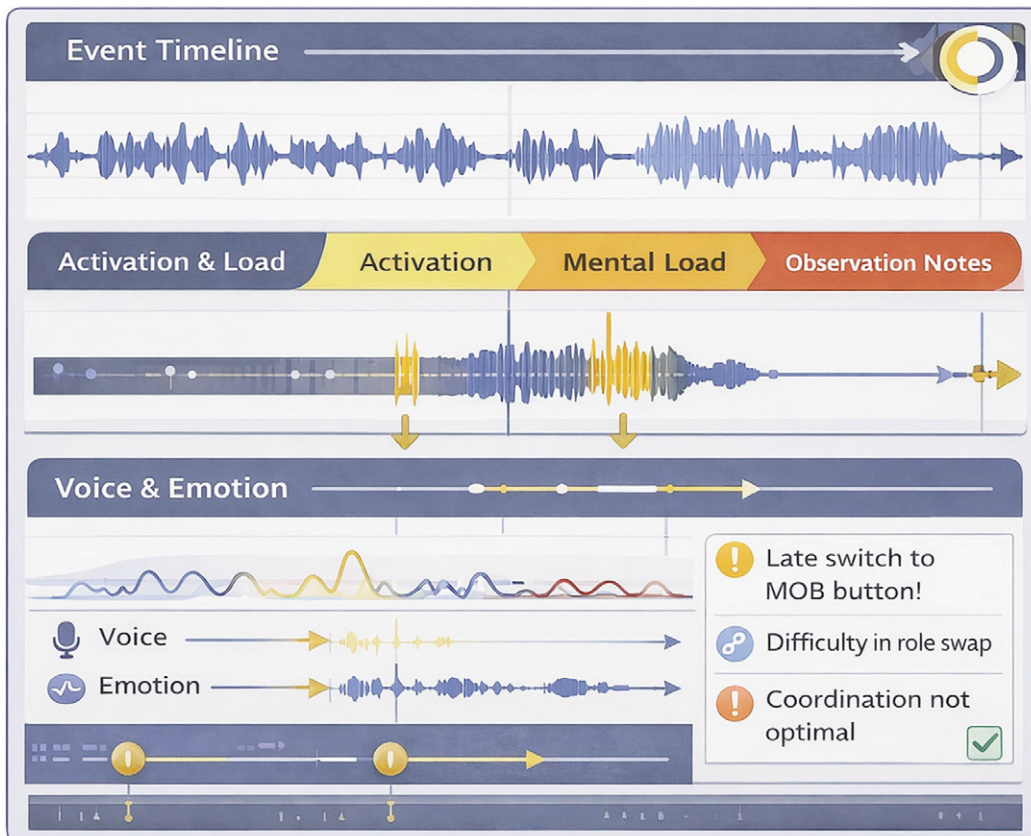 Event Timeline
Activation & Load
Activation
Mental Load
Observation Notes
Voice & Emotion
Late switch to
MOB button!
Difficulty in role swap
Coordination not
optimal
Voice
Emotion